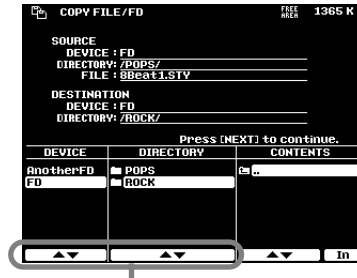 COPY FILE/FD FREE AREA 1365 K
SOURCE
DEVICE : FD
DIRECTORY: /POPS/
FILE : 8Beat1.STY
DESTINATION
DEVICE : FD
DIRECTORY: /ROCK/
Press [NEXT] to continue.
DEVICE DIRECTORY CONTENTS
AnotherFD POPS ..
FD ROCK
▲▼ ▲▼ ▲▼ In